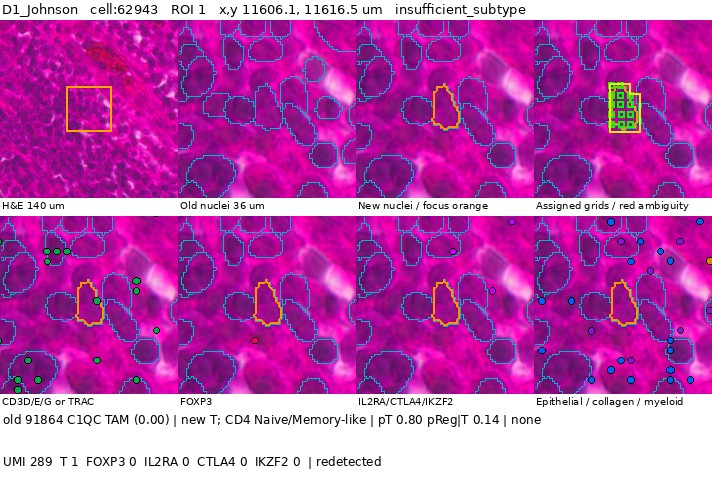 D1_Johnson   cell:62943   ROI 1   x,y 11606.1, 11616.5 um   insufficient_subtype
H&E 140 um
Old nuclei 36 um
New nuclei / focus orange
Assigned grids / red ambiguity
CD3D/E/G or TRAC
FOXP3
IL2RA/CTLA4/IKZF2
Epithelial / collagen / myeloid
old 91864 C1QC TAM (0.00) | new T; CD4 Naive/Memory-like | pT 0.80 pReg|T 0.14 | none
UMI 289  T 1  FOXP3 0  IL2RA 0  CTLA4 0  IKZF2 0  | redetected